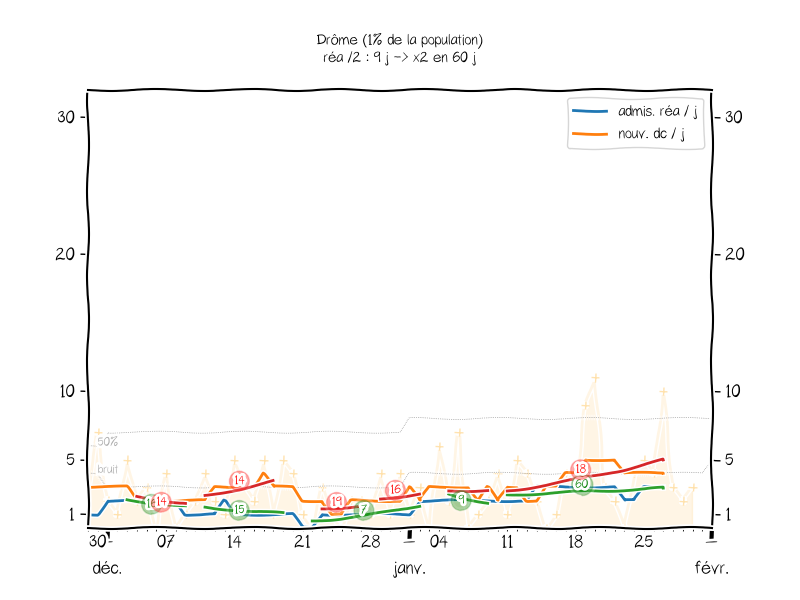 Drôme (1% de la population)
réa /2 : 9 j -> x2 en 60 j
admis. réa / j
nouv. dc / j
30 30
20 20
10 10
50%
5 5
bruit
18
60
14
16
14
19
9
15
7
1 1
30 07 14 21 28 04 11 18 25
déc. janv. févr.